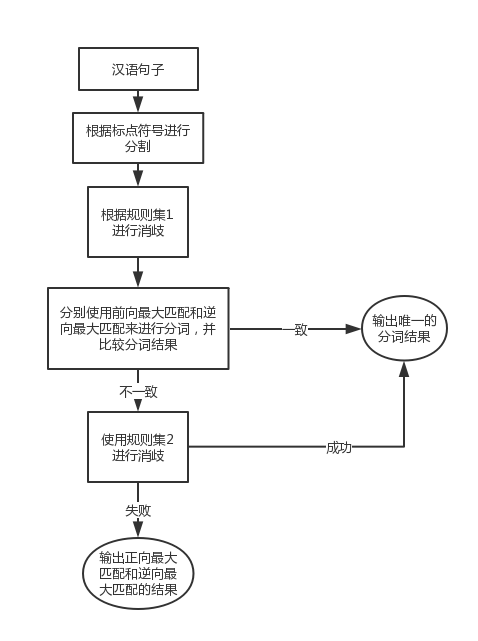 汉语句子
根据标点符号进行
分割
根据规则集1
进行消歧
分别使用前向最大匹配和逆
向最大匹配来进行分词，并
比较分词结果
一致
输出唯一的
分词结果
不一致
使用规则集2
进行消歧
成功
失败
输出正向最大
匹配和逆向最
大匹配的结果